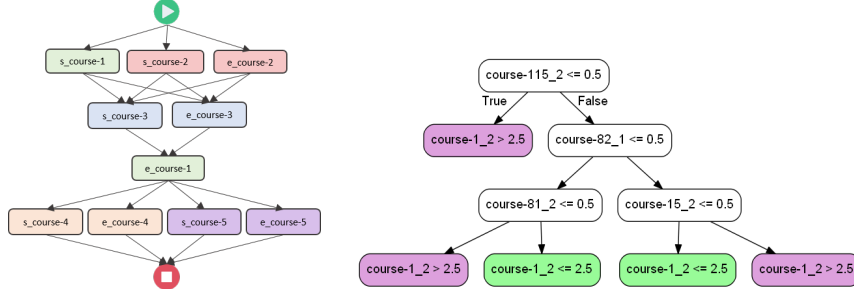 s_course-1
s_course-2
e_course-2
s_course-3
e_course-3
e_course-1
s_course-4
e_course-4
s_course-5
e_course-5
course-115_2 <= 0.5
True
False
course-1_2 > 2.5
course-82_1 <= 0.5
course-81_2 <= 0.5
course-15_2 <= 0.5
course-1_2 > 2.5
course-1_2 <= 2.5
course-1_2 <= 2.5
course-1_2 > 2.5